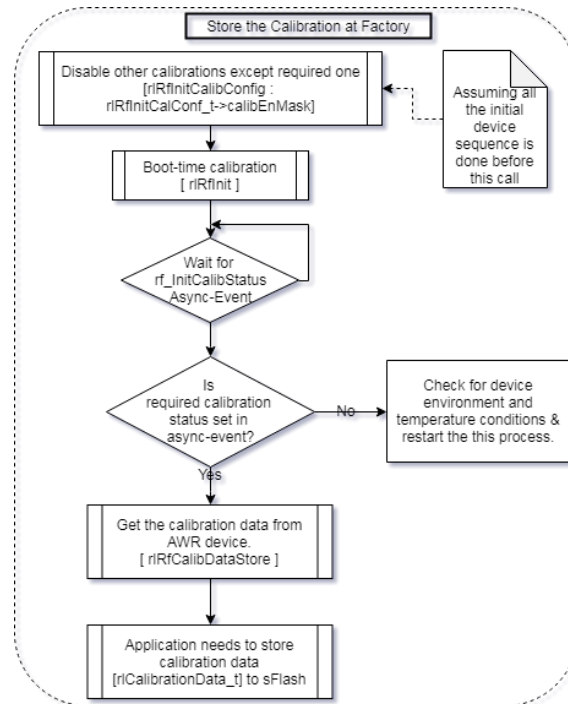 Store the Calibration at Factory
Disable other calibrations except required one
[rlRfInitCalibConfig :
rlRfInitCalConf_t->calibEnMask]
Assuming all
the initial
device
sequence is
done before
this call
Boot-time calibration
[ rlRfInit ]
Wait for
rf_InitCalibStatus
Async-Event
Is
required calibration
status set in
async-event?
No
Check for device
environment and
temperature conditions &
restart the this process.
Yes
Get the calibration data from
AWR device.
[ rlRfCalibDataStore ]
Application needs to store
calibration data
[rlCalibrationData_t] to sFlash